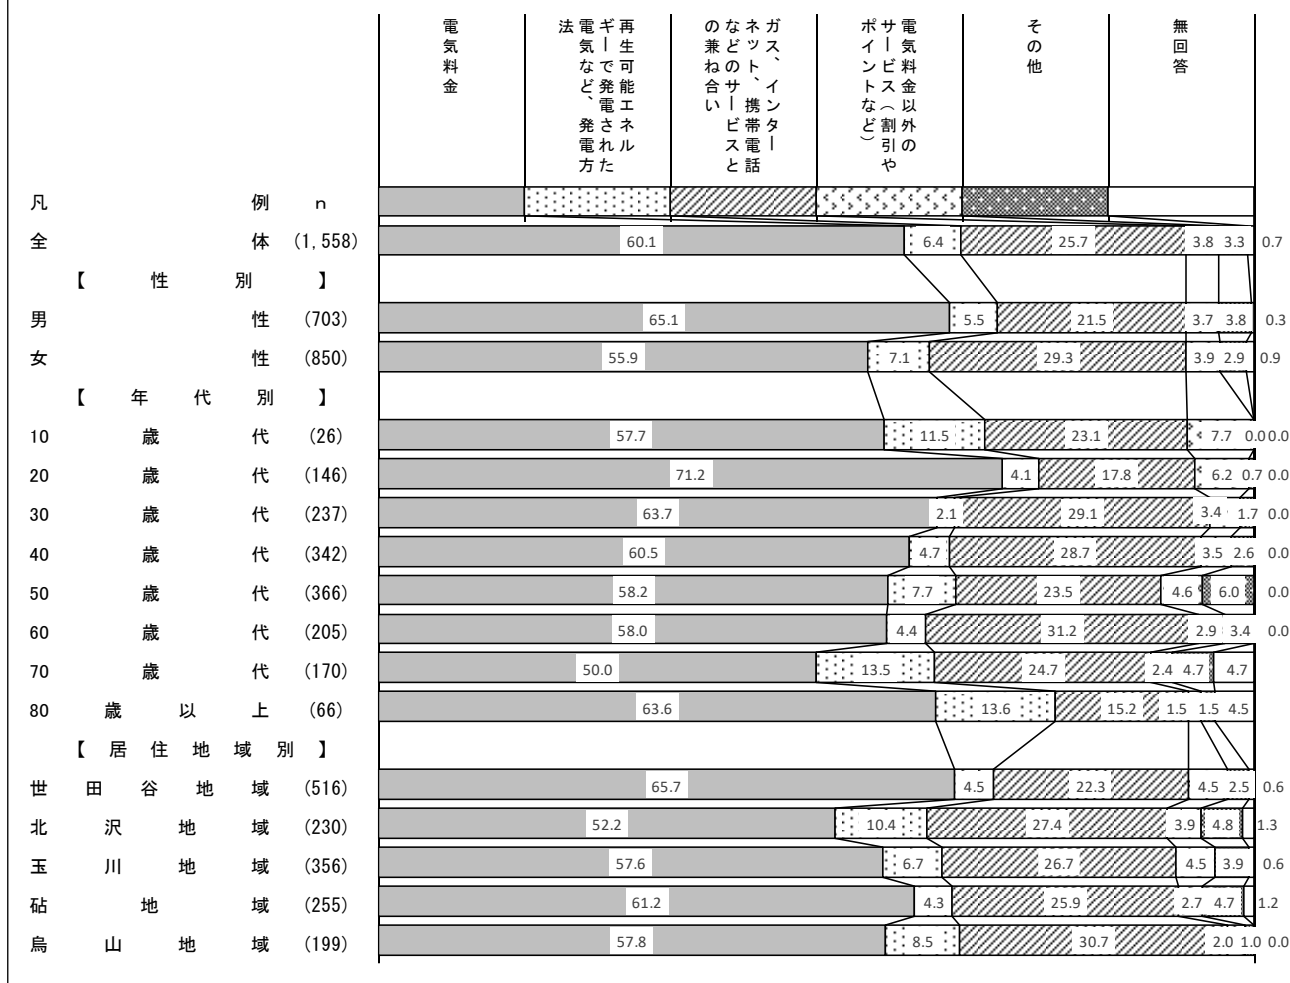 電気料金
再生可能エネル
ギーで発電された
電気など、発電方
法
ガス、インター
ネット、携帯電話
などのサービスと
の兼ね合い
電気料金以外の
サービス（割引や
ポイントなど）
その他
無回答
凡例 n
全体 (1,558) 60.1 6.4 25.7 3.8 3.3 0.7
【性別】
男性 (703) 65.1 5.5 21.5 3.7 3.8 0.3
女性 (850) 55.9 7.1 29.3 3.9 2.9 0.9
【年代別】
10歳代 (26) 57.7 11.5 23.1 7.7 0.0 0.0
20歳代 (146) 71.2 4.1 17.8 6.2 0.7 0.0
30歳代 (237) 63.7 2.1 29.1 3.4 1.7 0.0
40歳代 (342) 60.5 4.7 28.7 3.5 2.6 0.0
50歳代 (366) 58.2 7.7 23.5 4.6 6.0 0.0
60歳代 (205) 58.0 4.4 31.2 2.9 3.4 0.0
70歳代 (170) 50.0 13.5 24.7 2.4 4.7 4.7
80歳以上 (66) 63.6 13.6 15.2 1.5 1.5 4.5
【居住地域別】
世田谷地域 (516) 65.7 4.5 22.3 4.5 2.5 0.6
北沢地域 (230) 52.2 10.4 27.4 3.9 4.8 1.3
玉川地域 (356) 57.6 6.7 26.7 4.5 3.9 0.6
砧地域 (255) 61.2 4.3 25.9 2.7 4.7 1.2
烏山地域 (199) 57.8 8.5 30.7 2.0 1.0 0.0